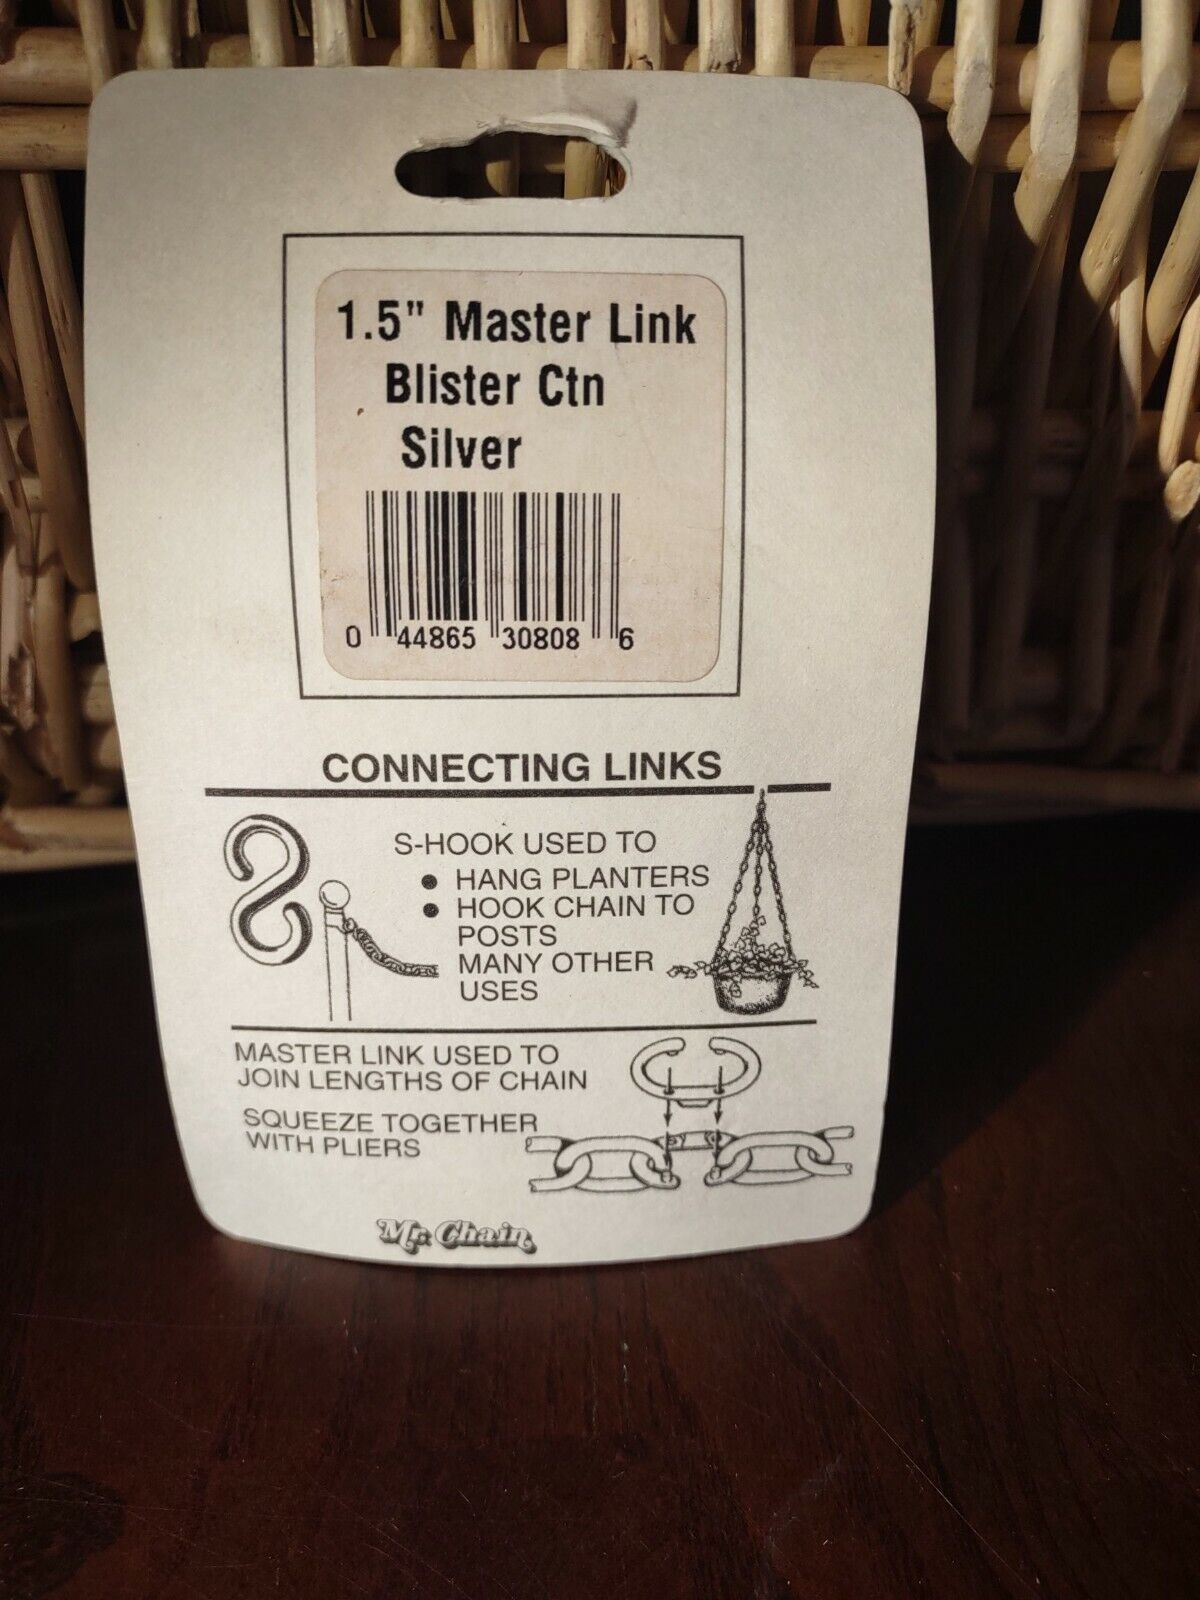 1.5" Master Link
Blister Ctn
Silver
0 44865 30808 6
CONNECTING LINKS
S-HOOK USED TO
● HANG PLANTERS
● HOOK CHAIN TO
POSTS
MANY OTHER
USES
MASTER LINK USED TO
JOIN LENGTHS OF CHAIN
SQUEEZE TOGETHER
WITH PLIERS
Mr. Chain